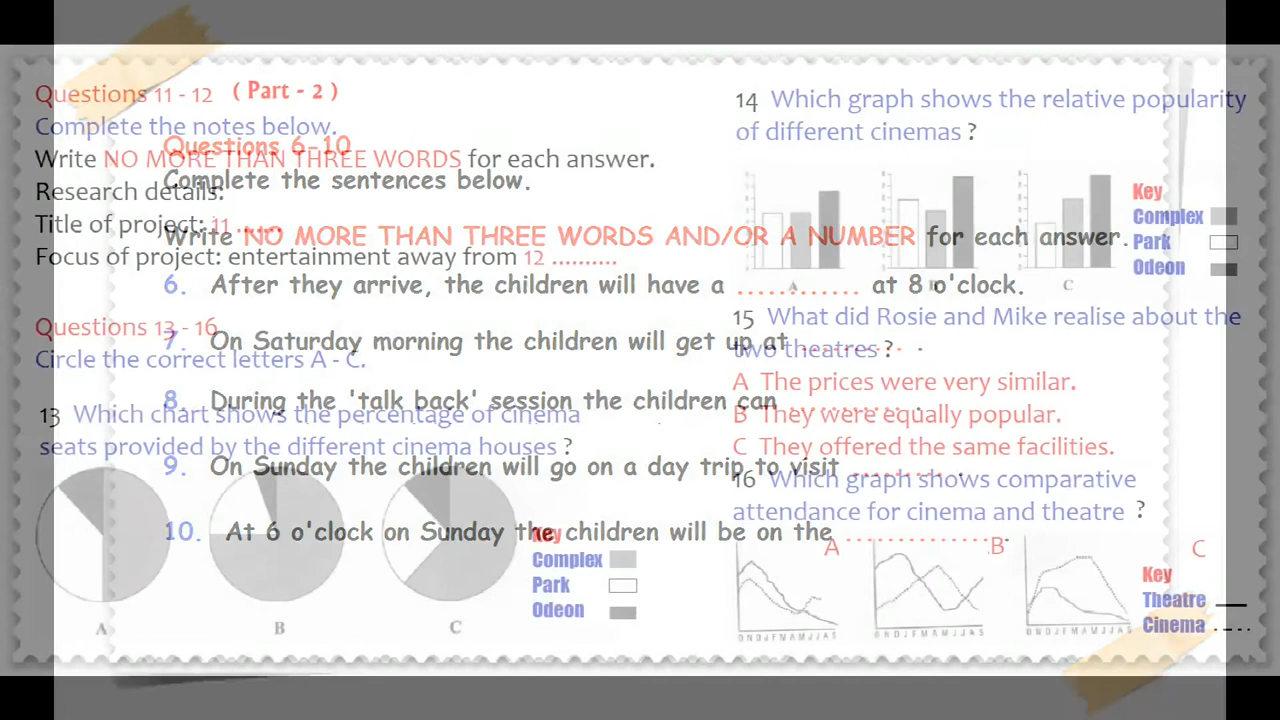 Questions 11 - 12
( Part - 2 )
Complete the notes below.
Write NO MORE THAN THREE WORDS for each answer.
Research details:
Title of project: 11 ......
Focus of project: entertainment away from 12 ..........
Questions 13 - 16
Circle the correct letters A - C.
13 Which chart shows the percentage of cinema
seats provided by the different cinema houses ?
A B C
Key
Complex
Park
Odeon
14 Which graph shows the relative popularity
of different cinemas ?
A B C
Key
Complex
Park
Odeon
15 What did Rosie and Mike realise about the
two theatres ?
A The prices were very similar.
B They were equally popular.
C They offered the same facilities.
16 Which graph shows comparative
attendance for cinema and theatre ?
A B C
O N D J F M A M J J A S
O N D J F M A M J J A S
O N D J F M A M J J A S
Key
Theatre
Cinema
Questions 6-10
Complete the sentences below.
Write NO MORE THAN THREE WORDS AND/OR A NUMBER for each answer.
6. After they arrive, the children will have a ............ at 8 o'clock.
7. On Saturday morning the children will get up at .......... .
8. During the 'talk back' session the children can .......... .
9. On Sunday the children will go on a day trip to visit .......... .
10. At 6 o'clock on Sunday the children will be on the .............. .